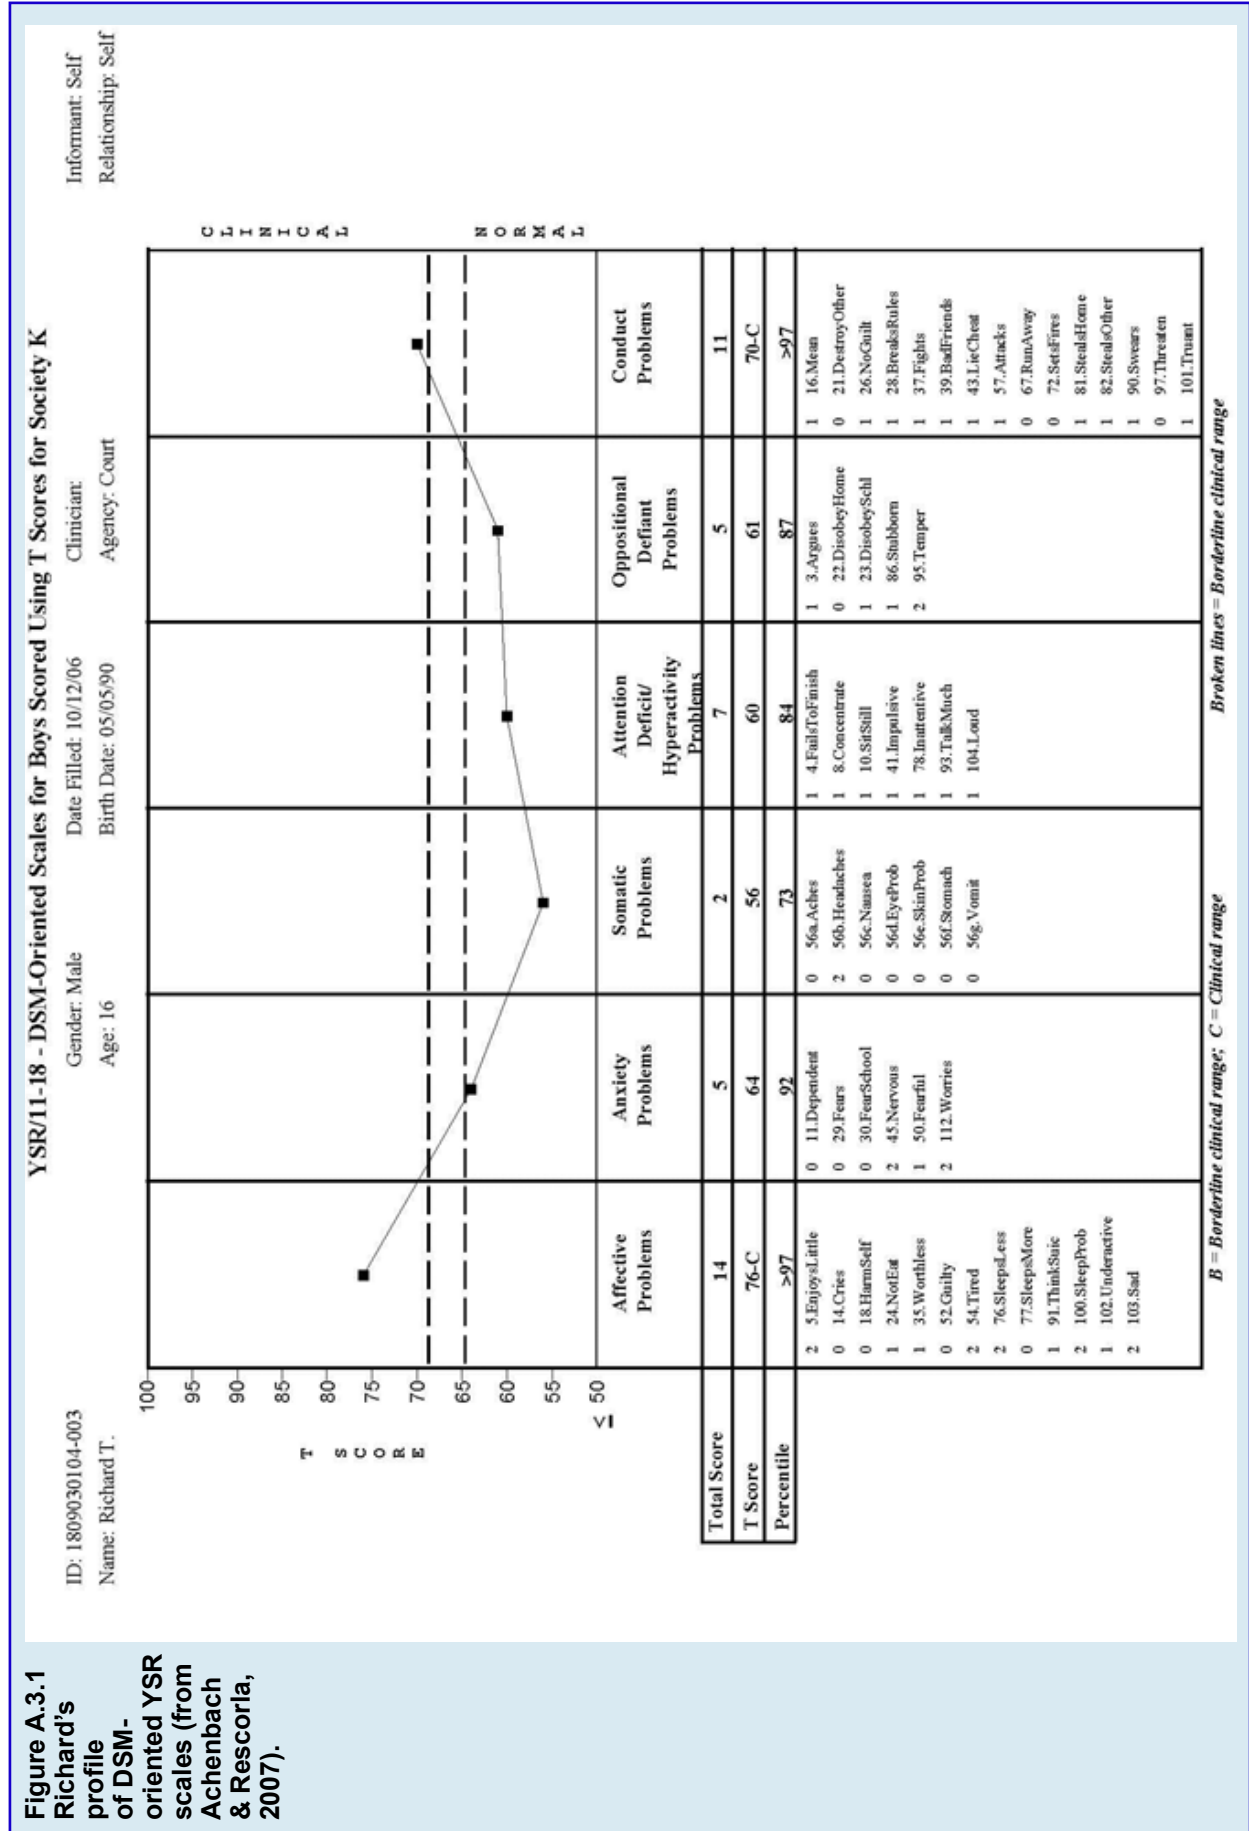 Figure A.3.1
Richard's
profile
of DSM-
oriented YSR
scales (from
Achenbach
& Rescorla,
2007).
YSR/11-18 - DSM-Oriented Scales for Boys Scored Using T Scores for Society K
ID: 1809030104-003 Gender: Male Date Filled: 10/12/06 Clinician: Informant: Self
Name: Richard T. Age: 16 Birth Date: 05/05/90 Agency: Court Relationship: Self
T SCORE
100
95
90
85
80
75
70
65
60
55
≤ 50
CLINICAL
NORMAL
Affective
Problems
Anxiety
Problems
Somatic
Problems
Attention
Deficit/
Hyperactivity
Problems
Oppositional
Defiant
Problems
Conduct
Problems
Total Score 14 5 2 7 5 11
T Score 76-C 64 56 60 61 70-C
Percentile >97 92 73 84 87 >97
2 5.EnjoysLittle
0 14.Cries
0 18.HarmSelf
1 24.NotEat
1 35.Worthless
0 52.Guilty
2 54.Tired
2 76.SleepsLess
0 77.SleepsMore
1 91.ThinkSuic
2 100.SleepProb
1 102.Underactive
2 103.Sad
0 11.Dependent
0 29.Fears
0 30.FearSchool
2 45.Nervous
1 50.Fearful
2 112.Worries
0 56a.Aches
2 56b.Headaches
0 56c.Nausea
0 56d.EyeProb
0 56e.SkinProb
0 56f.Stomach
0 56g.Vomit
1 4.FailsToFinish
1 8.Concentrate
1 10.SitStill
1 41.Impulsive
1 78.Inattentive
1 93.TalkMuch
1 104.Loud
1 3.Argues
0 22.DisobeyHome
1 23.DisobeySchl
1 86.Stubborn
2 95.Temper
1 16.Mean
0 21.DestroyOther
1 26.NoGuilt
1 28.BreaksRules
1 37.Fights
1 39.BadFriends
1 43.LieCheat
1 57.Attacks
0 67.RunAway
0 72.SetsFires
1 81.StealsHome
1 82.StealsOther
1 90.Swears
0 97.Threaten
1 101.Truant
B = Borderline clinical range; C = Clinical range Broken lines = Borderline clinical range